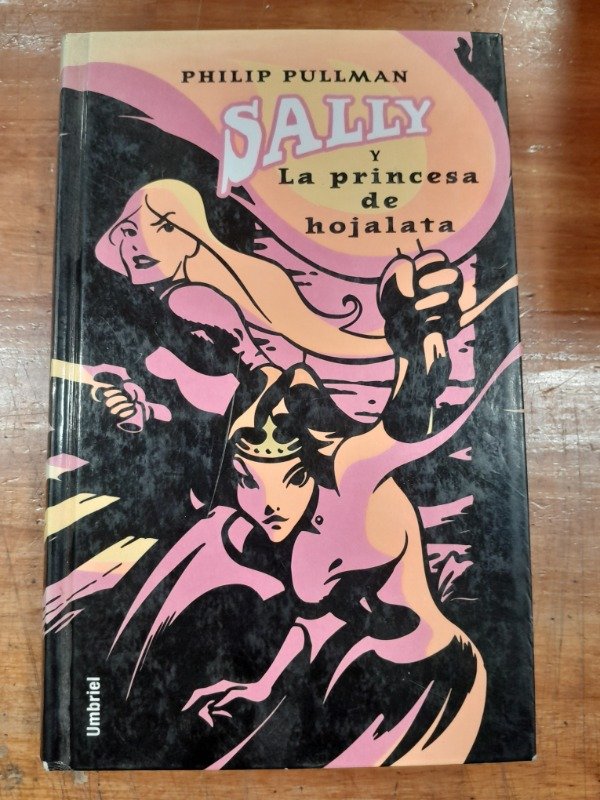 PHILIP PULLMAN
SALLY
Y
La princesa
de
hojalata
Umbriel